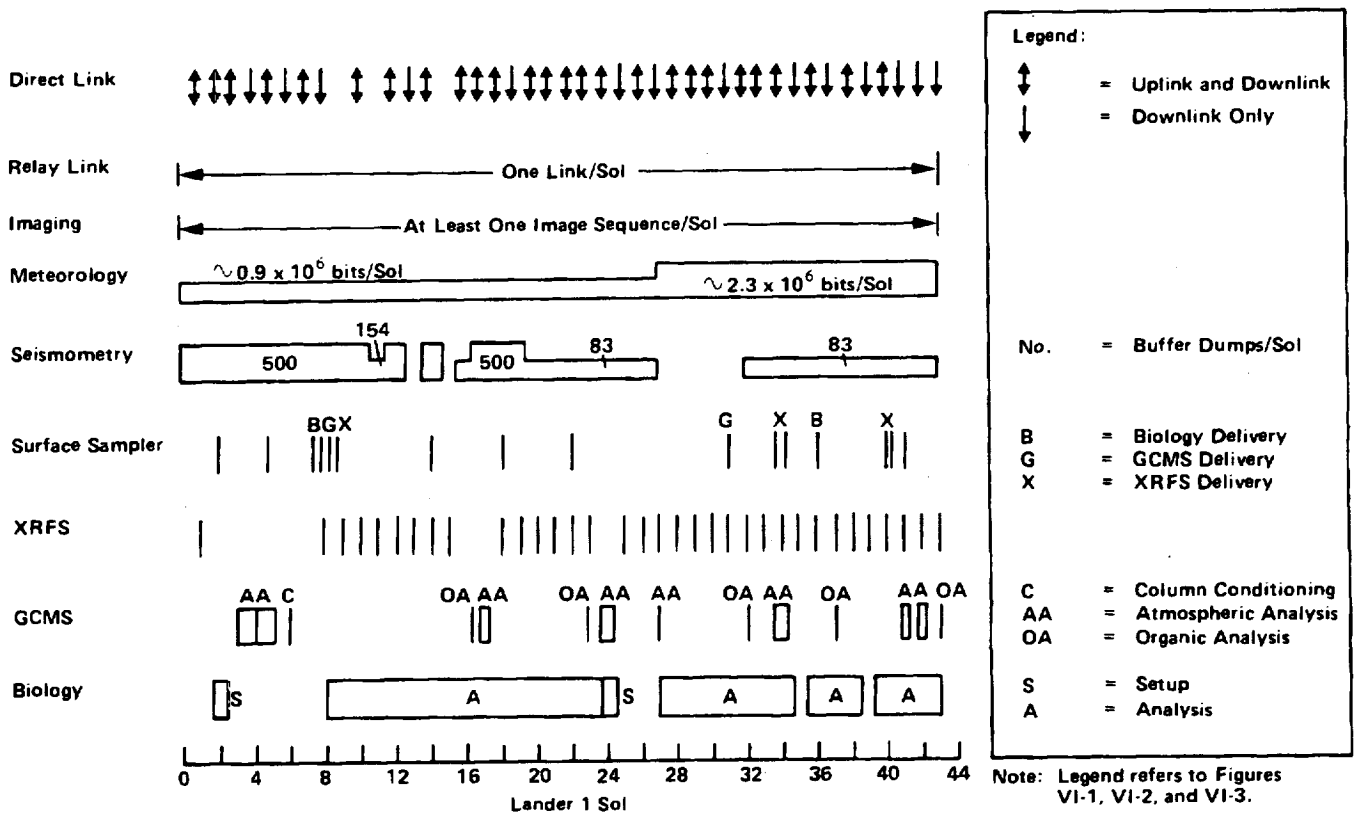 Direct Link
Relay Link
One Link/Sol
Imaging
At Least One Image Sequence/Sol
Meteorology
~ 0.9 x 10⁶ bits/Sol
~ 2.3 x 10⁶ bits/Sol
Seismometry
500
154
500
83
83
Surface Sampler
B G X
G
X
B
X
XRFS
GCMS
AA
C
OA
AA
OA
AA
AA
OA
AA
OA
AA
OA
Biology
S
A
S
A
A
A
0
4
8
12
16
20
24
28
32
36
40
44
Lander 1 Sol
Legend:
= Uplink and Downlink
= Downlink Only
No. = Buffer Dumps/Sol
B = Biology Delivery
G = GCMS Delivery
X = XRFS Delivery
C = Column Conditioning
AA = Atmospheric Analysis
OA = Organic Analysis
S = Setup
A = Analysis
Note: Legend refers to Figures
VI-1, VI-2, and VI-3.